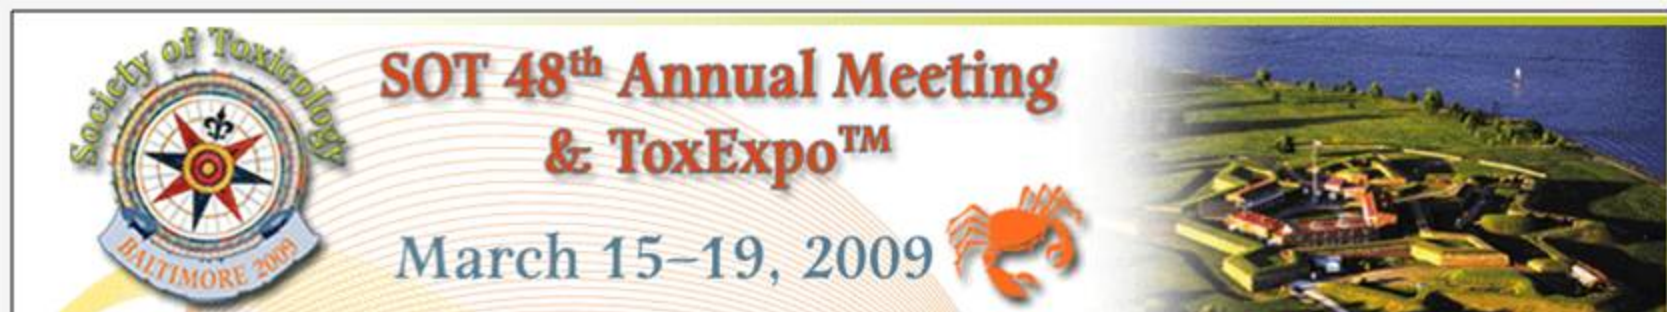 Society of Toxicology
BALTIMORE 2009
SOT 48th Annual Meeting
& ToxExpo™
March 15–19, 2009